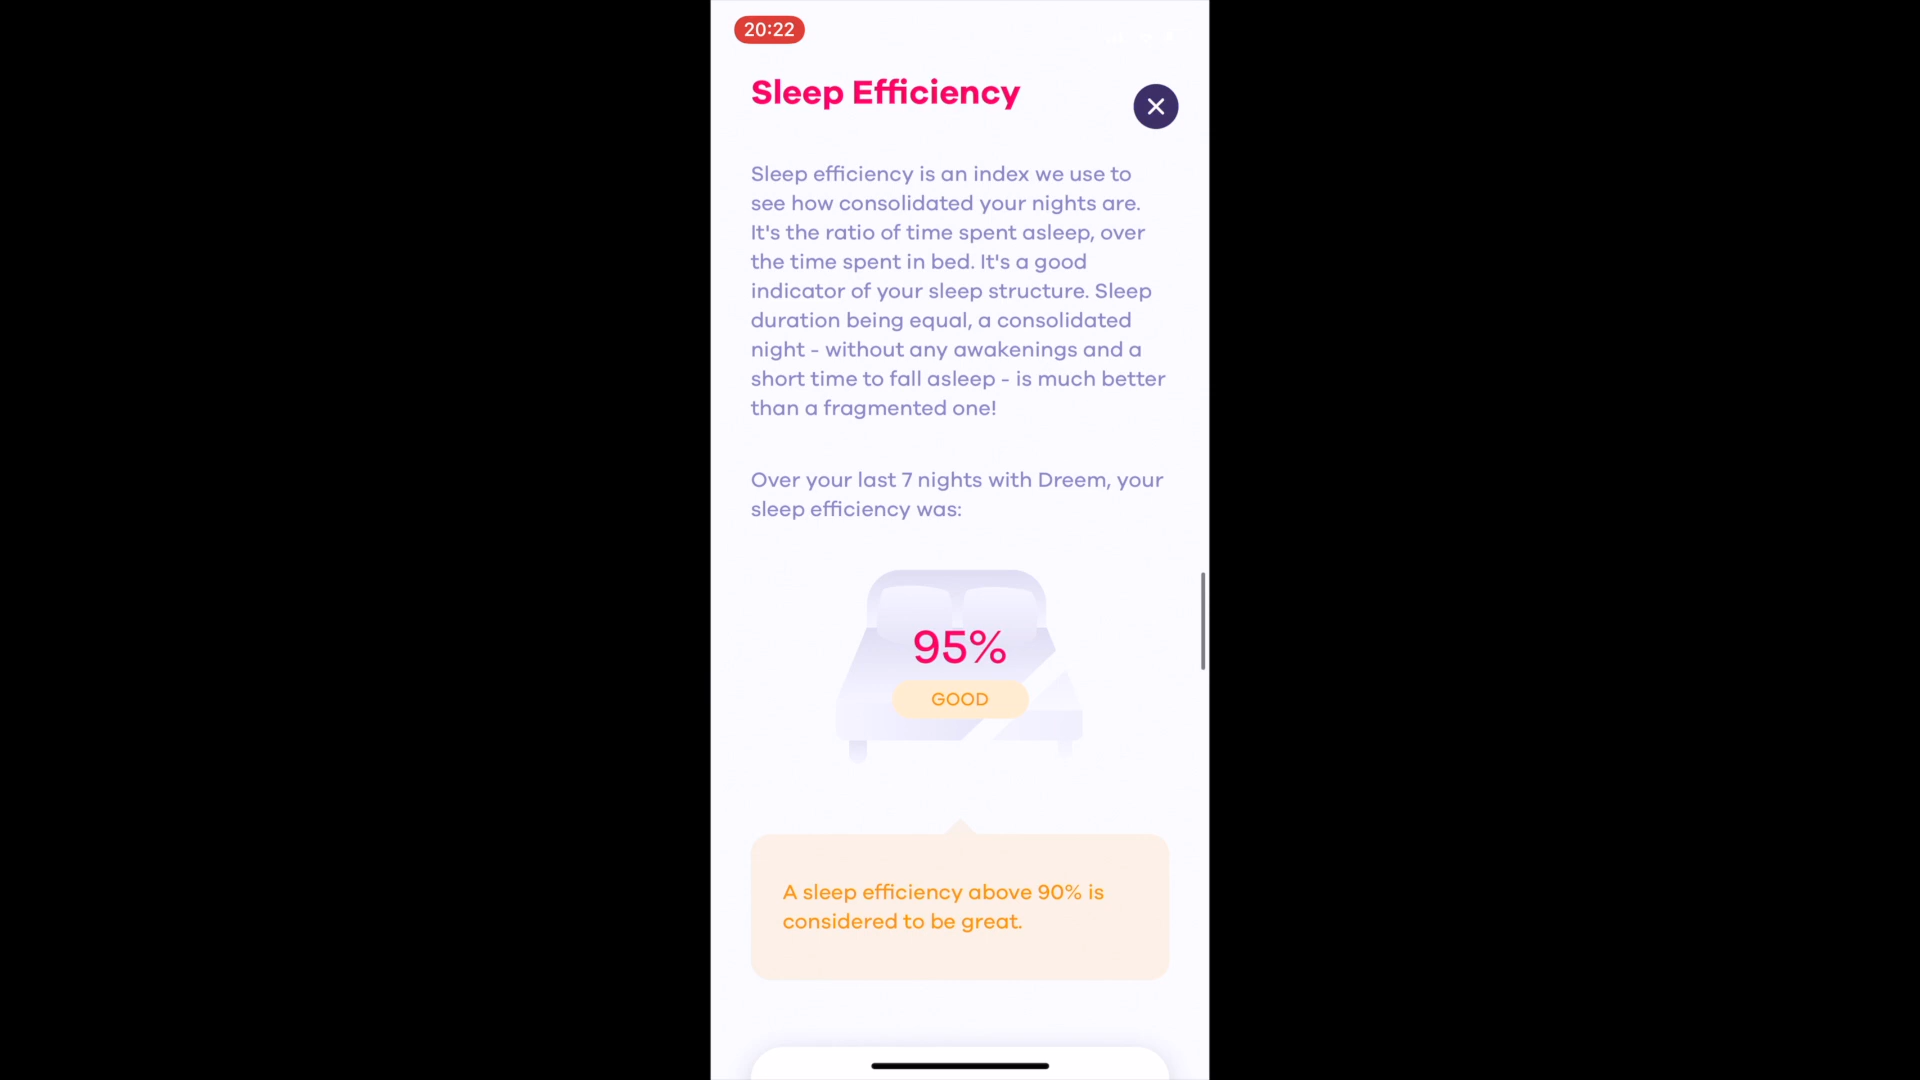 20:22
Sleep Efficiency
Sleep efficiency is an index we use to
see how consolidated your nights are.
It's the ratio of time spent asleep, over
the time spent in bed. It's a good
indicator of your sleep structure. Sleep
duration being equal, a consolidated
night - without any awakenings and a
short time to fall asleep - is much better
than a fragmented one!
Over your last 7 nights with Dreem, your
sleep efficiency was:
95%
GOOD
A sleep efficiency above 90% is
considered to be great.